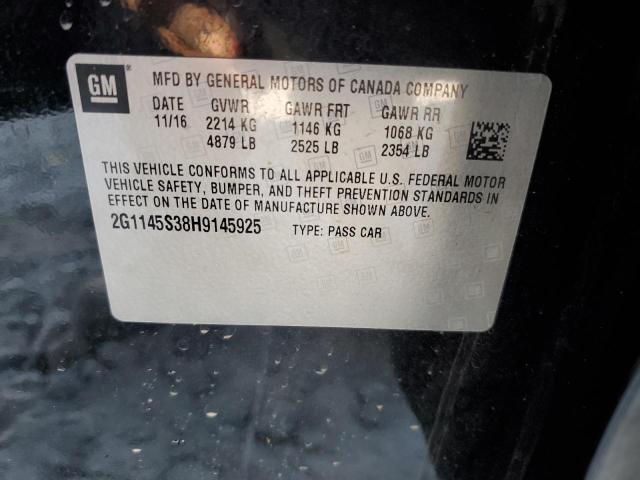 GM
MFD BY GENERAL MOTORS OF CANADA COMPANY
DATE GVWR GAWR FRT GAWR RR
11/16 2214 KG 1146 KG 1068 KG
4879 LB 2525 LB 2354 LB
THIS VEHICLE CONFORMS TO ALL APPLICABLE U.S. FEDERAL MOTOR
VEHICLE SAFETY, BUMPER, AND THEFT PREVENTION STANDARDS IN
EFFECT ON THE DATE OF MANUFACTURE SHOWN ABOVE.
2G1145S38H9145925 TYPE: PASS CAR